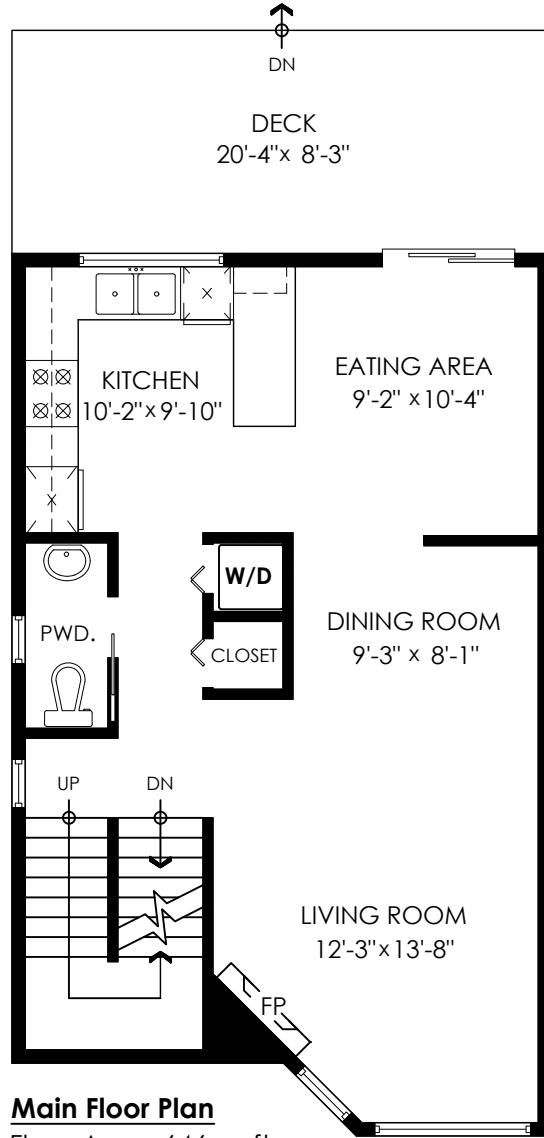 DN
DECK
20'-4"x 8'-3"
KITCHEN
10'-2"x 9'-10"
EATING AREA
9'-2" x 10'-4"
W/D
PWD.
CLOSET
DINING ROOM
9'-3" x 8'-1"
UP
DN
LIVING ROOM
12'-3"x 13'-8"
FP
Main Floor Plan